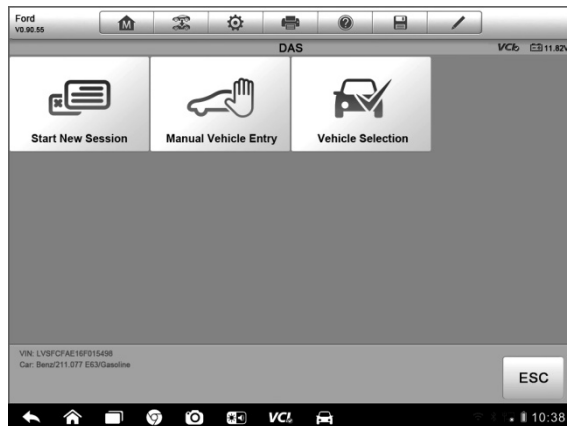 Ford
V0.90.55
M
DAS
VCI
11.82V
Start New Session
Manual Vehicle Entry
Vehicle Selection
VIN: LVSFCFAE16F015498
Car: Benz/211.077 E63/Gasoline
ESC
VCI
10:38